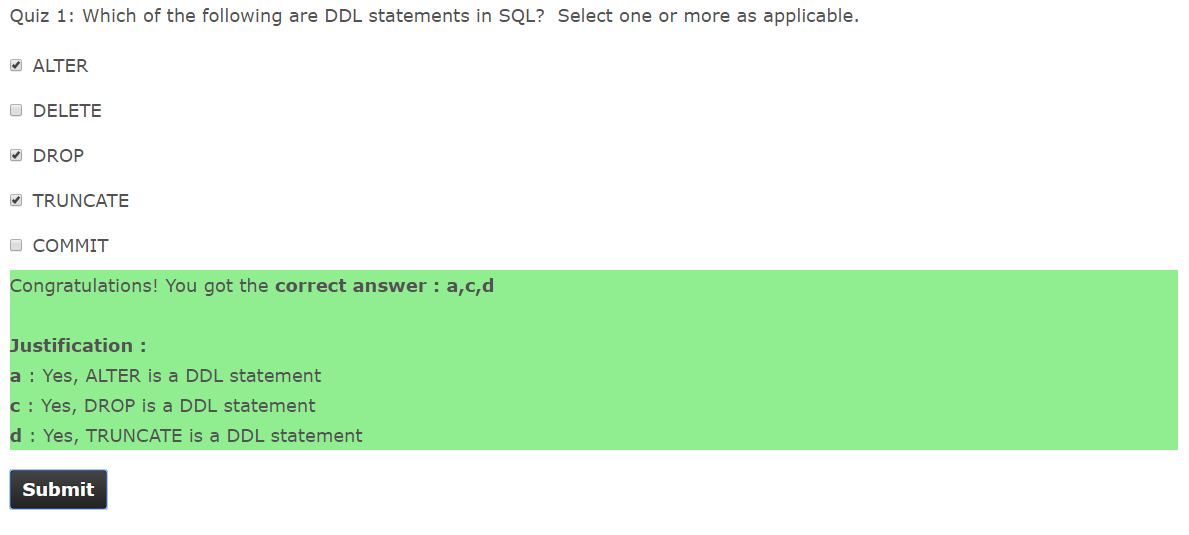 Quiz 1: Which of the following are DDL statements in SQL?  Select one or more as applicable.
ALTER
DELETE
DROP
TRUNCATE
COMMIT
Congratulations! You got the correct answer : a,c,d
Justification :
a : Yes, ALTER is a DDL statement
c : Yes, DROP is a DDL statement
d : Yes, TRUNCATE is a DDL statement
Submit